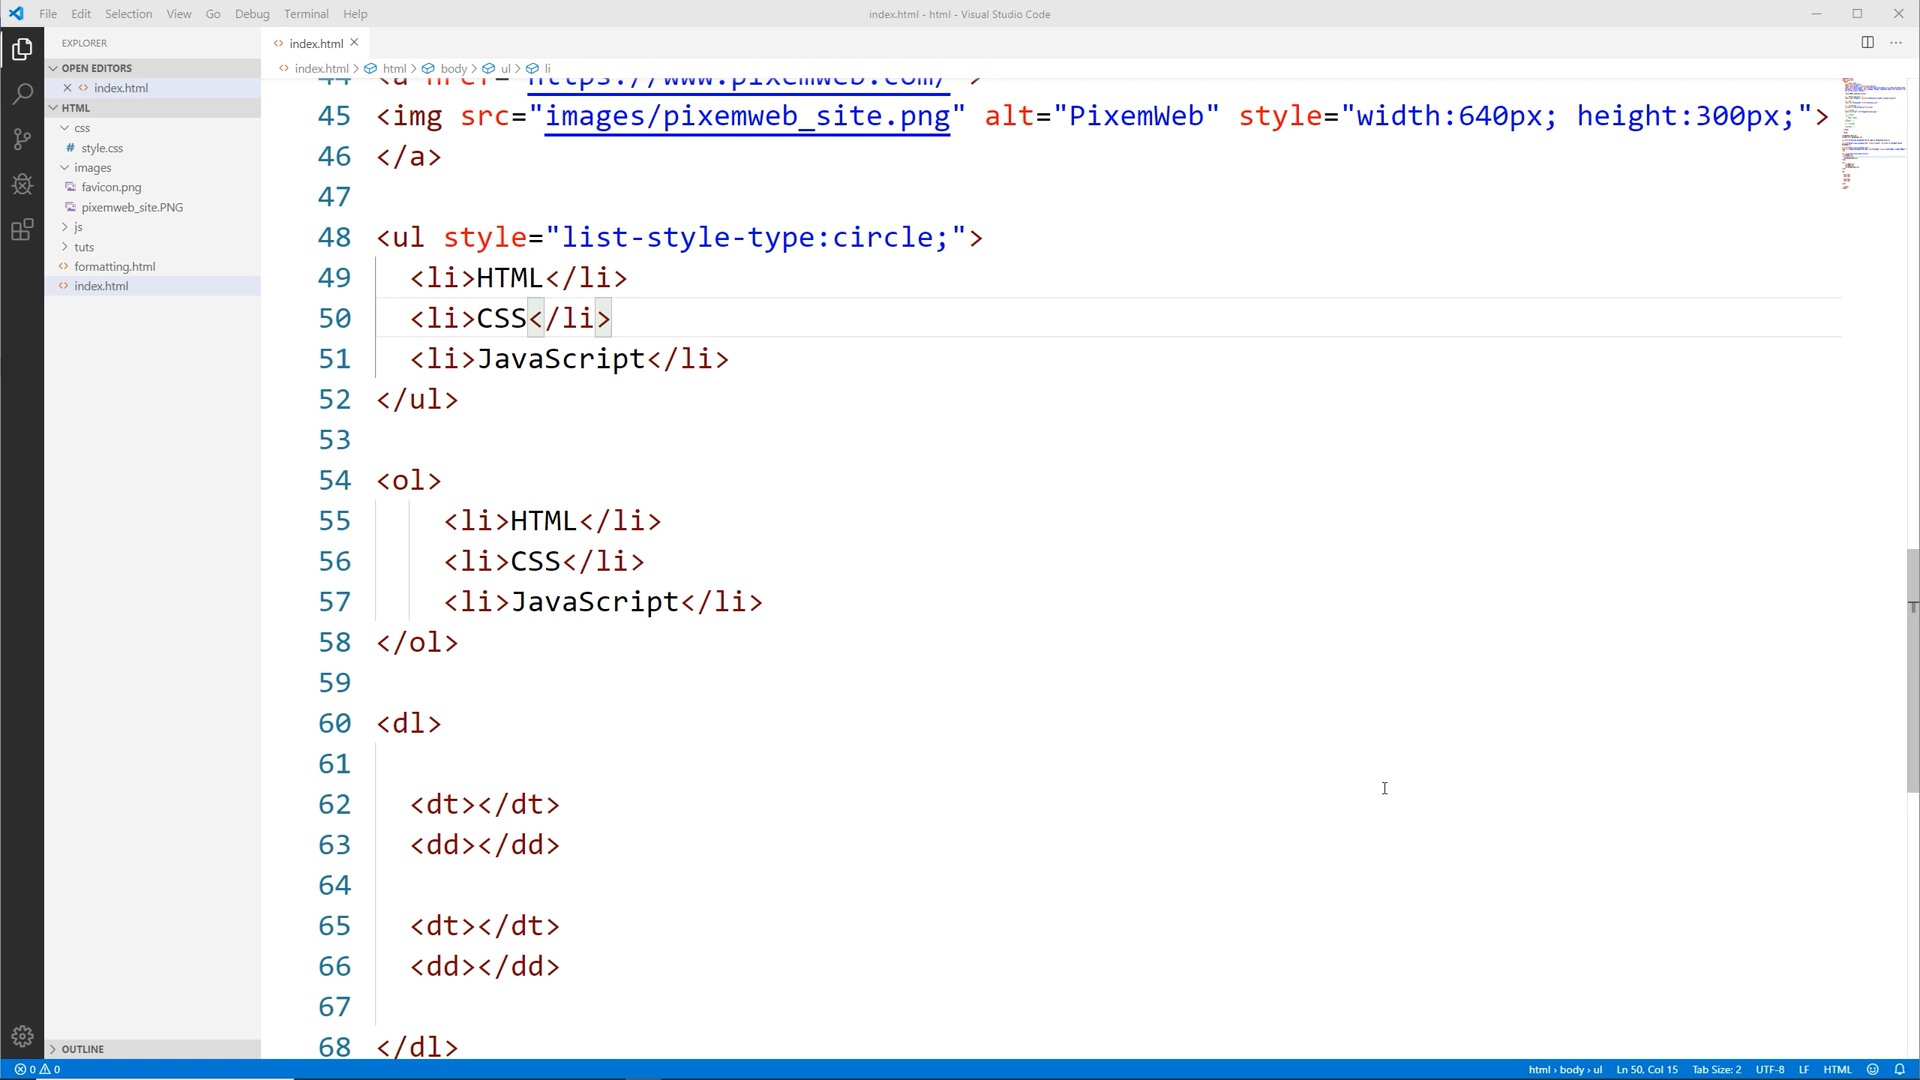 File Edit Selection View Go Debug Terminal Help
index.html - html - Visual Studio Code
EXPLORER
OPEN EDITORS
index.html
HTML
css
# style.css
images
favicon.png
pixemweb_site.PNG
js
tuts
formatting.html
index.html
OUTLINE
index.html
index.html > html > body > ul > li
44 <a href="https://www.pixemweb.com/">
45 <img src="images/pixemweb_site.png" alt="PixemWeb" style="width:640px; height:300px;">
46 </a>
47
48 <ul style="list-style-type:circle;">
49 <li>HTML</li>
50 <li>CSS</li>
51 <li>JavaScript</li>
52 </ul>
53
54 <ol>
55 <li>HTML</li>
56 <li>CSS</li>
57 <li>JavaScript</li>
58 </ol>
59
60 <dl>
61
62 <dt></dt>
63 <dd></dd>
64
65 <dt></dt>
66 <dd></dd>
67
68 </dl>
0 0
html › body › ul Ln 50, Col 15 Tab Size: 2 UTF-8 LF HTML